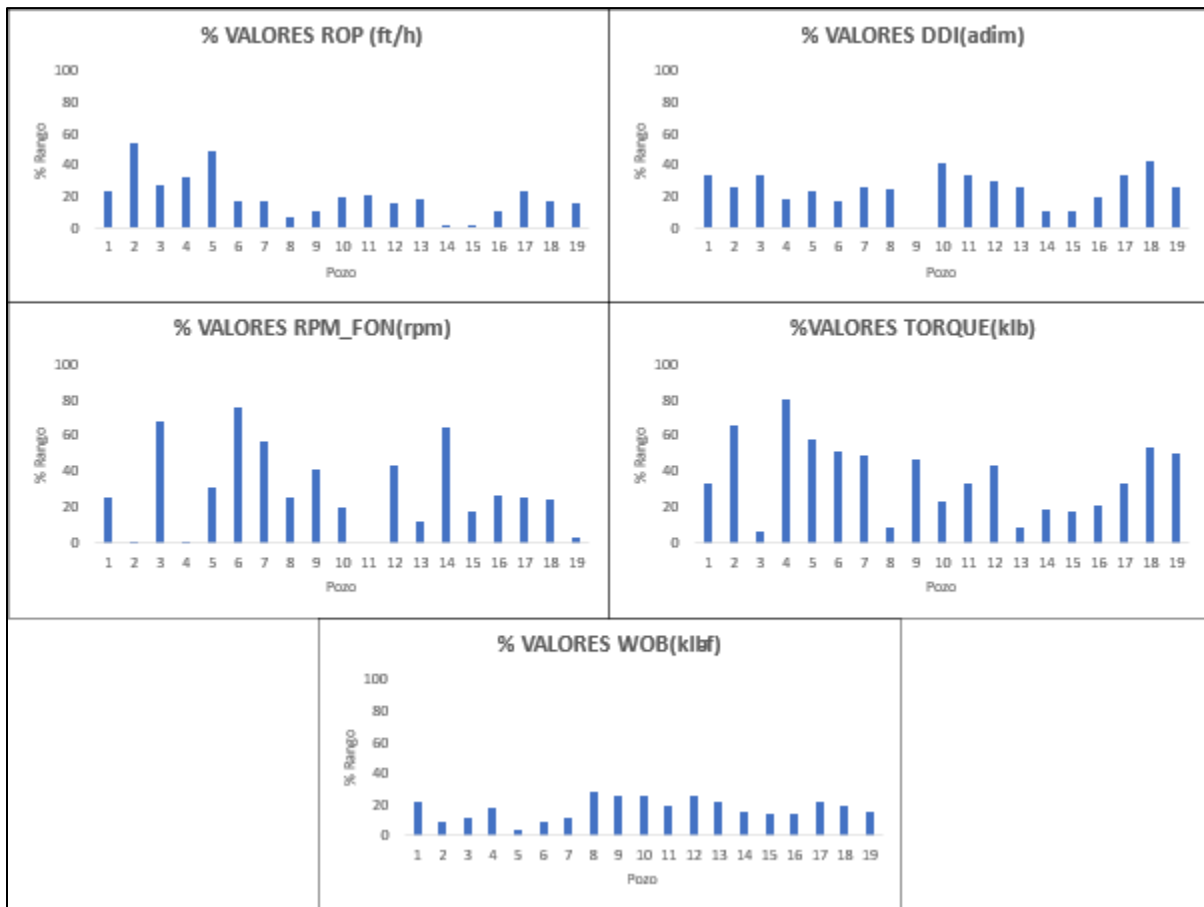 % VALORES ROP (ft/h)
100
80
60
40
20
0
% Rango
1 2 3 4 5 6 7 8 9 10 11 12 13 14 15 16 17 18 19
Pozo
% VALORES DDI(adim)
100
80
60
40
20
0
% Rango
1 2 3 4 5 6 7 8 9 10 11 12 13 14 15 16 17 18 19
Pozo
% VALORES RPM_FON(rpm)
100
80
60
40
20
0
% Rango
1 2 3 4 5 6 7 8 9 10 11 12 13 14 15 16 17 18 19
Pozo
%VALORES TORQUE(klb)
100
80
60
40
20
0
% Rango
1 2 3 4 5 6 7 8 9 10 11 12 13 14 15 16 17 18 19
Pozo
% VALORES WOB(klbf)
100
80
60
40
20
0
% Rango
1 2 3 4 5 6 7 8 9 10 11 12 13 14 15 16 17 18 19
Pozo